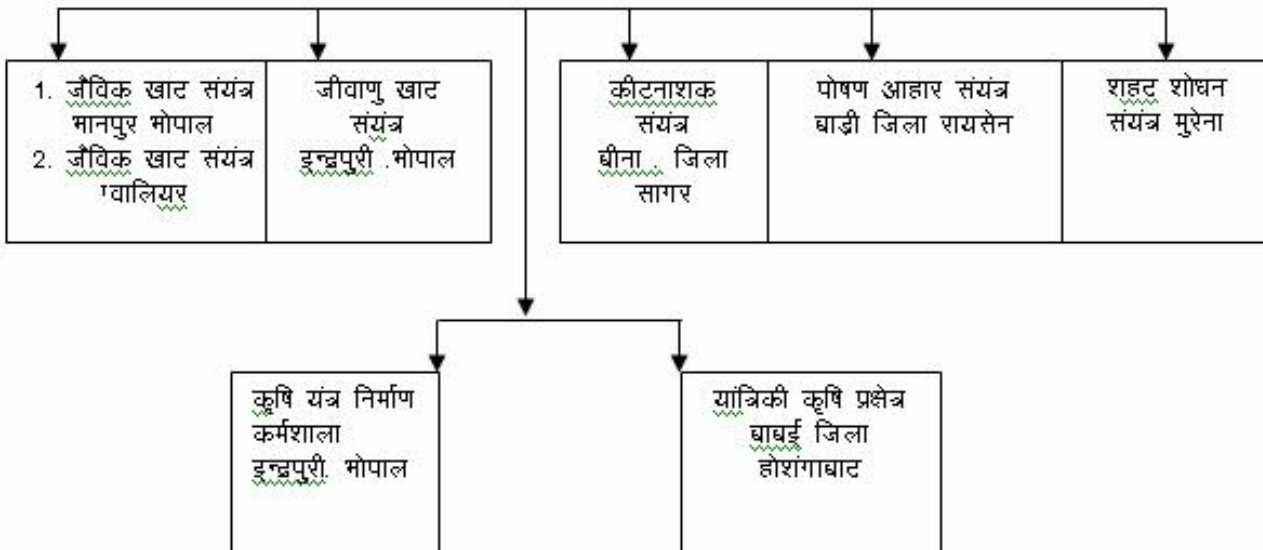 1. जैविक खाद संयंत्र
भानपुर भोपाल
2. जैविक खाद संयंत्र
ग्वालियर
जीवाणु खाद
संयंत्र
इन्द्रपुरी .भोपाल
कीटनाशक
संयंत्र
बीना . जिला
सागर
पोषण आहार संयंत्र
बाड़ी जिला रायसेन
शहद शोधन
संयंत्र मुरेना
कृषि यंत्र निर्माण
कर्मशाला
इन्द्रपुरी. भोपाल
यांत्रिकी कृषि प्रक्षेत्र
बाबई जिला
होशंगाबाद